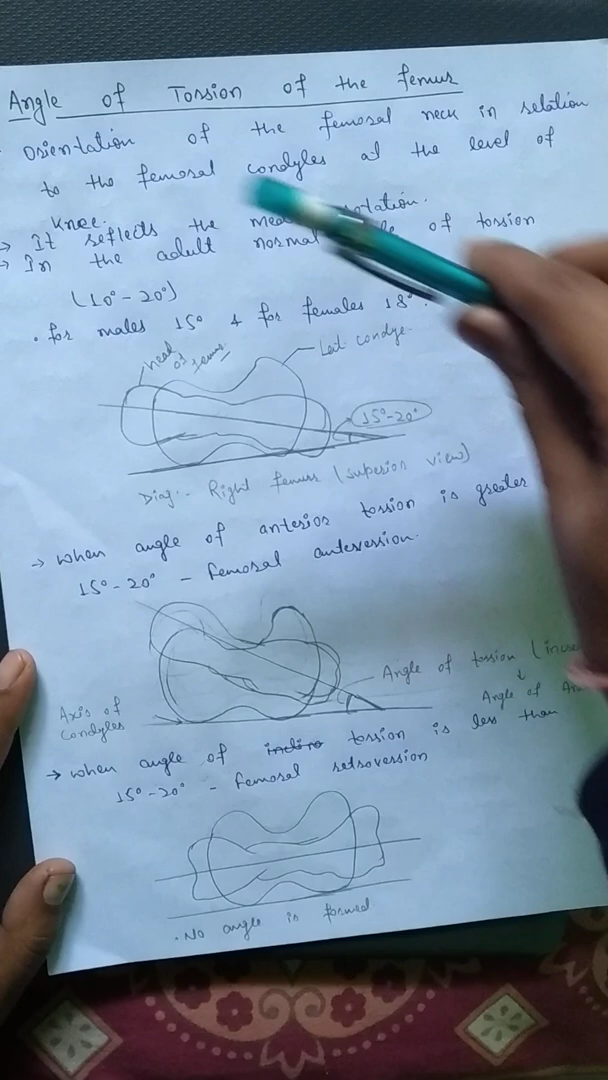 Angle of Torsion of the femur
Orientation of the femoral neck in relation
to the femoral condyles at the level of
knee.
→ It reflects the
→ In the adult normal of torsion
(10° - 20°)
. for males 15° & for females 18°.
neck of femur
Lat. condye.
15°-20°
Diag:- Right femur (superior view)
→ when angle of anterior torsion is greater
15° - 20° - femoral anteversion.
Angle of torsion
Angle of
Axis of
Condyles
→ when angle of torsion is less than
15° - 20° - femoral retroversion
. No angle is formed